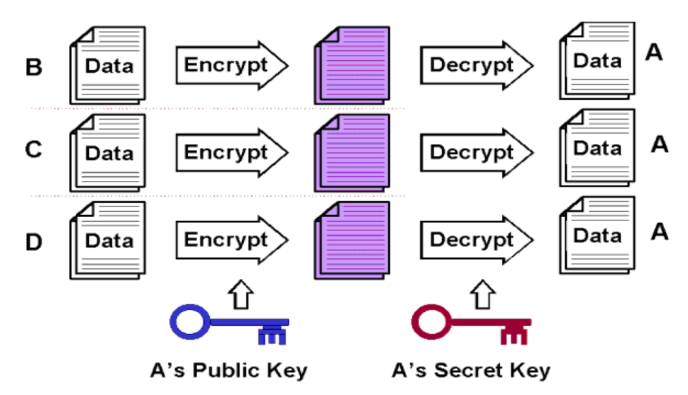 B Data Encrypt Decrypt Data A
C Data Encrypt Decrypt Data A
D Data Encrypt Decrypt Data A
A's Public Key A's Secret Key